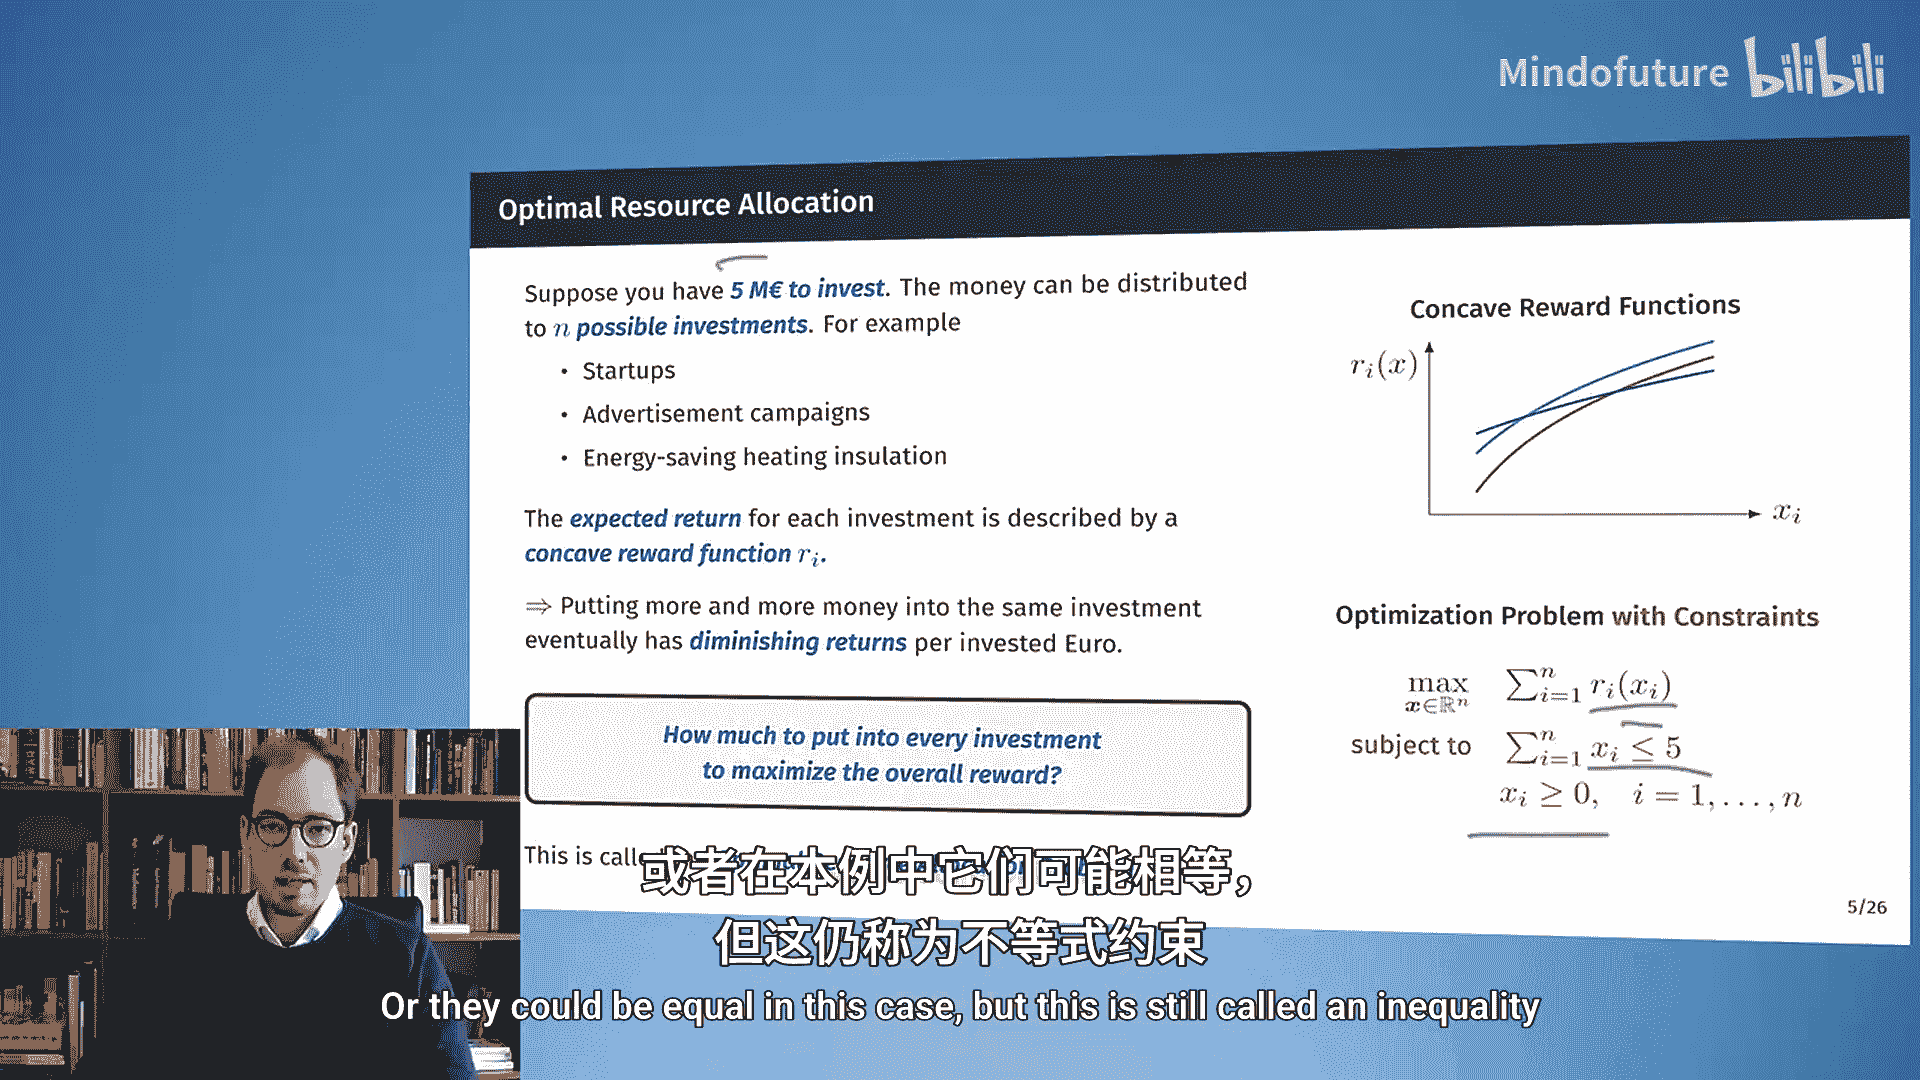 Mindofuture bilibili
Optimal Resource Allocation
Suppose you have 5 M€ to invest. The money can be distributed
to n possible investments. For example
• Startups
• Advertisement campaigns
• Energy-saving heating insulation
The expected return for each investment is described by a
concave reward function rᵢ.
⇒ Putting more and more money into the same investment
eventually has diminishing returns per invested Euro.
How much to put into every investment
to maximize the overall reward?
This is
Concave Reward Functions
rᵢ(x)
xᵢ
Optimization Problem with Constraints
max x∈ℝⁿ ∑ⁿᵢ₌₁ rᵢ(xᵢ)
subject to ∑ⁿᵢ₌₁ xᵢ ≤ 5
xᵢ ≥ 0, i = 1, . . . , n
5/26
或者在本例中它们可能相等，
但这仍称为不等式约束
Or they could be equal in this case, but this is still called an inequality